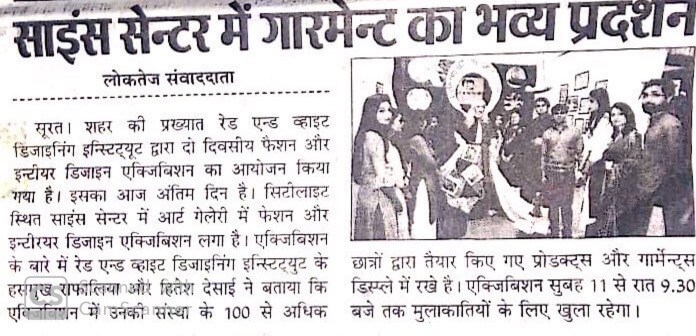 साइंस सेन्टर में गारमेन्ट का भव्य प्रदर्शन
लोकतेज संवाददाता
सूरत। शहर की प्रख्यात रेड एन्ड व्हाइट
डिजाइनिंग इन्स्टिट्यूट द्वारा दो दिवसीय फैशन और
इन्टीयर डिजाइन एक्जिबिशन का आयोजन किया
गया है। इसका आज अंतिम दिन है। सिटीलाइट
स्थित साइंस सेन्टर में आर्ट गेलेरी में फेशन और
इन्टीरयर डिजाइन एक्जिबिशन लगा है। एक्जिबिशन
के बारे में रेड एन्ड व्हाइट डिजाइनिंग इन्स्टिट्युट के
हसमुख राफालिया और हितेश देसाई ने बताया कि
एक्जिबिशन में उनकी संस्था के 100 से अधिक
छात्रों द्वारा तैयार किए गए प्रोडक्ट्स और गार्मेन्ट्स
डिस्प्ले में रखे है। एक्जिबिशन सुबह 11 से रात 9.30
बजे तक मुलाकातियों के लिए खुला रहेगा।
CS